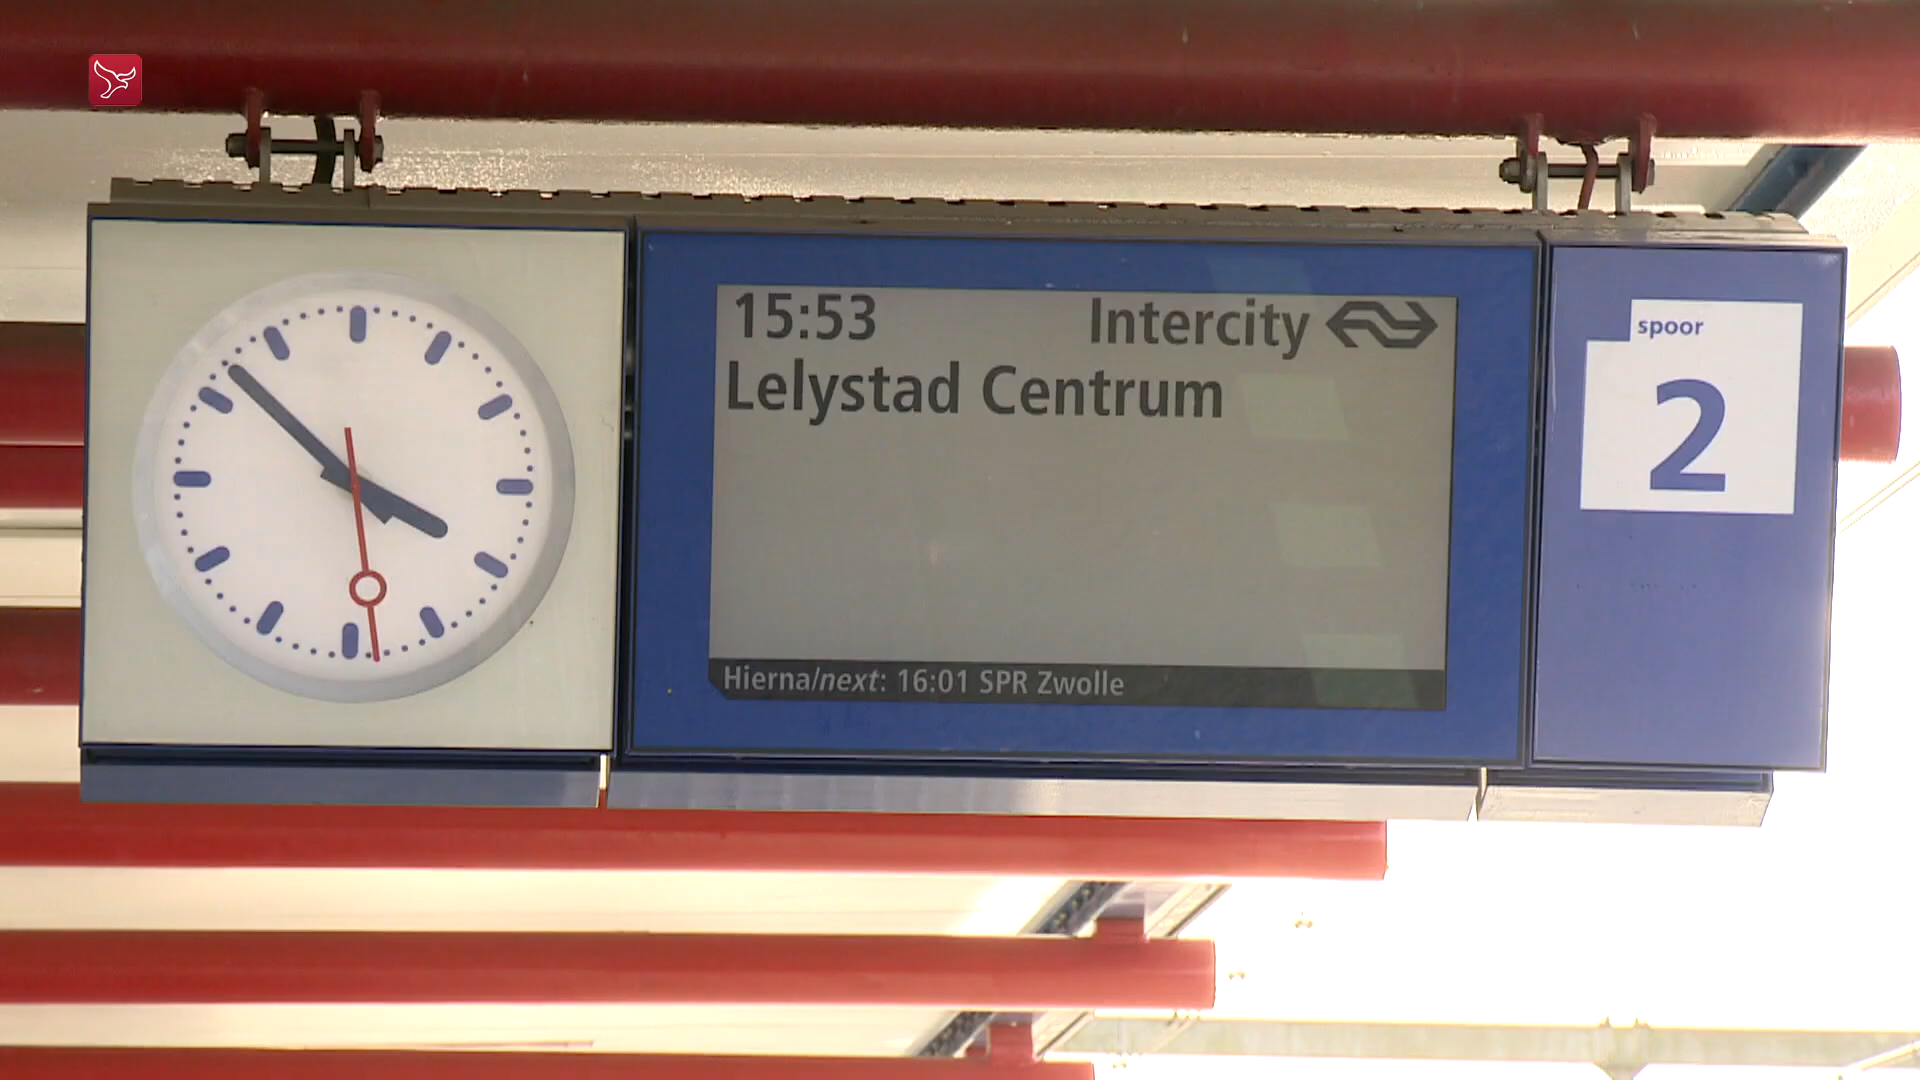 15:53 Intercity
Lelystad Centrum
Hierna/next: 16:01 SPR Zwolle
spoor
2